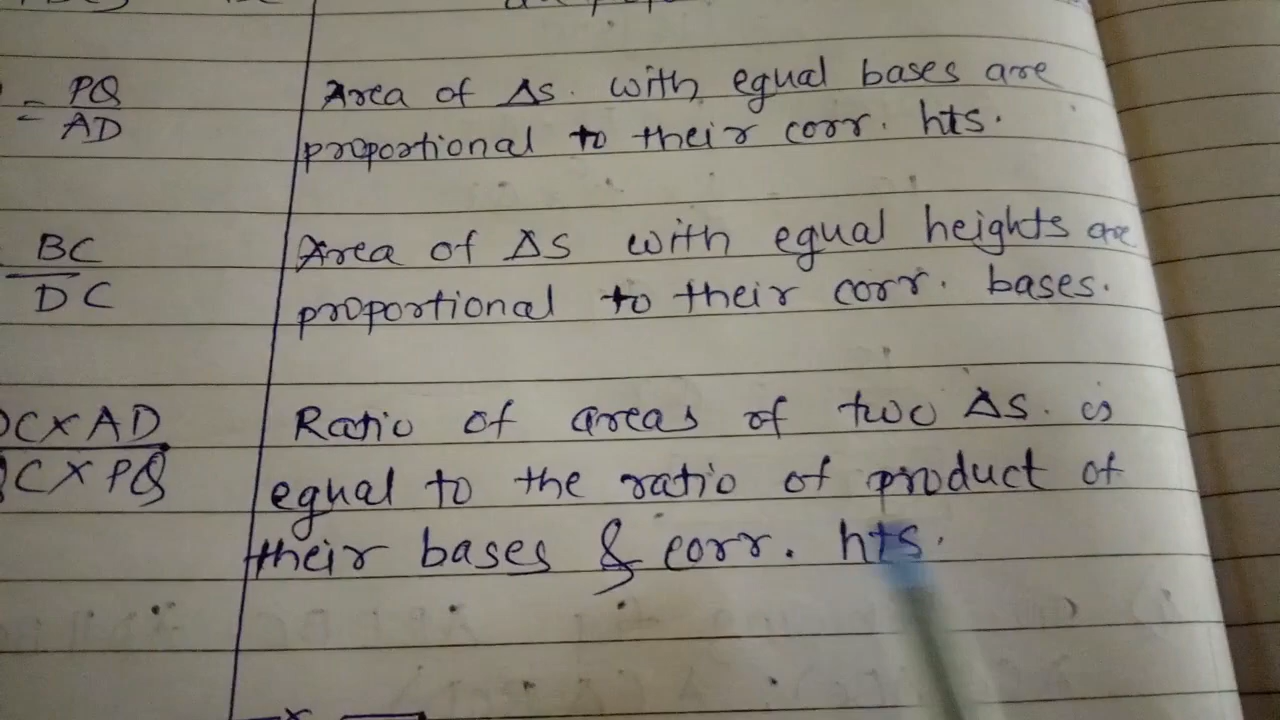 = PQ
AD
Area of Δs. with equal bases are
proportional to their corr. hts.
BC
DC
Area of Δs with equal heights are
proportional to their corr. bases.
C × AD
C × PQ
Ratio of areas of two Δs. is
equal to the ratio of product of
their bases & corr. hts.